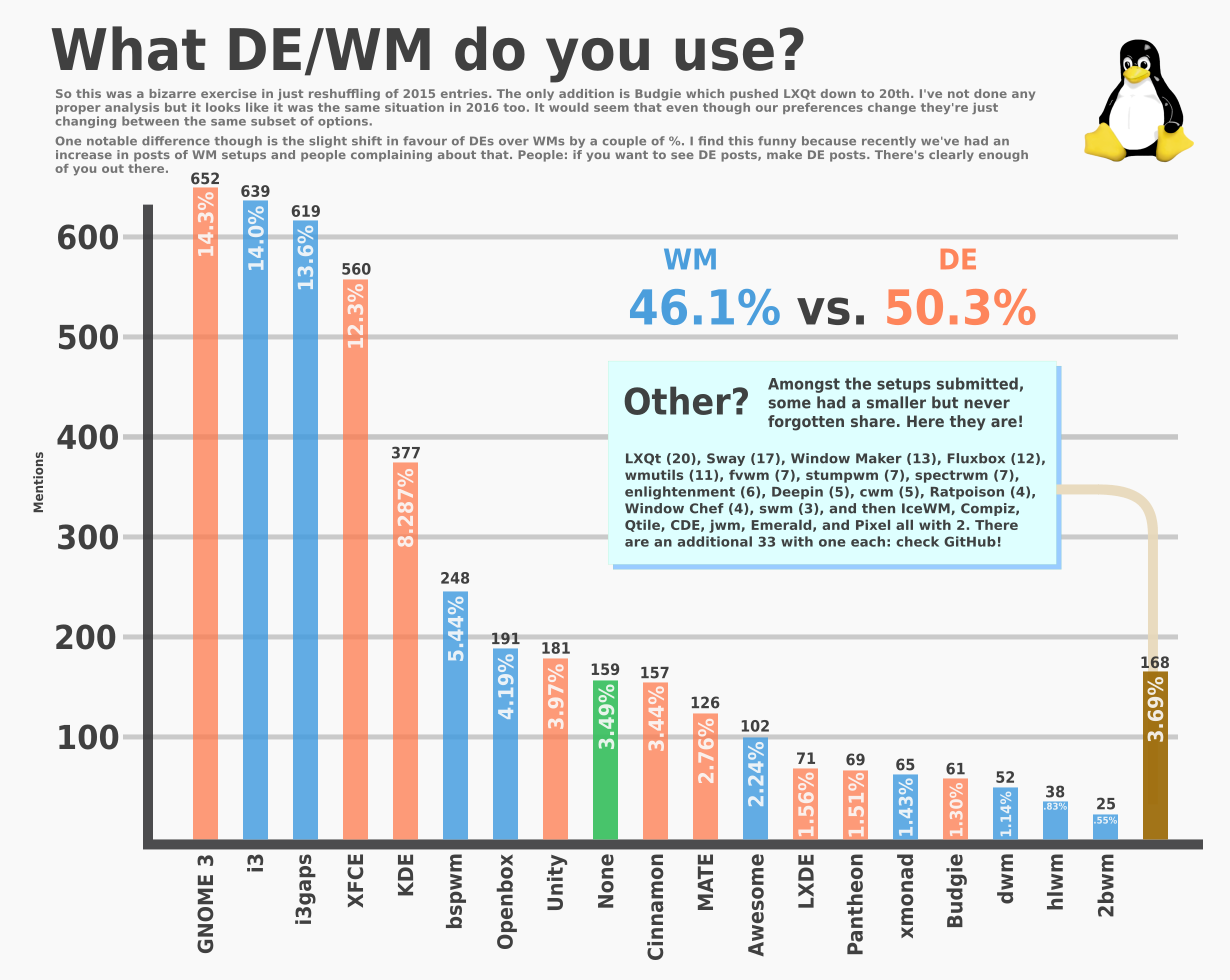 What DE/WM do you use?
So this was a bizarre exercise in just reshuffling of 2015 entries. The only addition is Budgie which pushed LXQt down to 20th. I've not done any
proper analysis but it looks like it was the same situation in 2016 too. It would seem that even though our preferences change they're just
changing between the same subset of options.
One notable difference though is the slight shift in favour of DEs over WMs by a couple of %. I find this funny because recently we've had an
increase in posts of WM setups and people complaining about that. People: if you want to see DE posts, make DE posts. There's clearly enough
of you out there.
WM DE
46.1% vs. 50.3%
Other?
Amongst the setups submitted,
some had a smaller but never
forgotten share. Here they are!
LXQt (20), Sway (17), Window Maker (13), Fluxbox (12),
wmutils (11), fvwm (7), stumpwm (7), spectrwm (7),
enlightenment (6), Deepin (5), cwm (5), Ratpoison (4),
Window Chef (4), swm (3), and then IceWM, Compiz,
Qtile, CDE, jwm, Emerald, and Pixel all with 2. There
are an additional 33 with one each: check GitHub!
Mentions
600
500
400
300
200
100
652
14.3%
639
14.0%
619
13.6%
560
12.3%
377
8.287%
248
5.44%
191
4.19%
181
3.97%
159
3.49%
157
3.44%
126
2.76%
102
2.24%
71
1.56%
69
1.51%
65
1.43%
61
1.30%
52
1.14%
38
.83%
25
.55%
168
3.69%
GNOME 3
i3
i3gaps
XFCE
KDE
bspwm
Openbox
Unity
None
Cinnamon
MATE
Awesome
LXDE
Pantheon
xmonad
Budgie
dwm
hlwm
2bwm